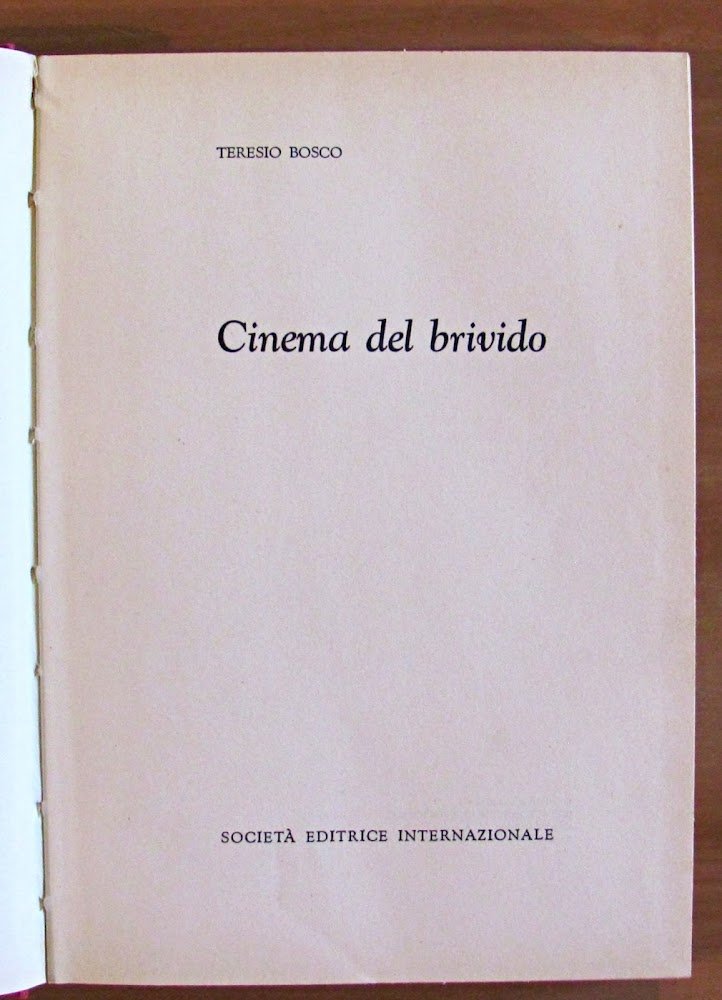 TERESIO BOSCO
Cinema del brivido
SOCIETÀ EDITRICE INTERNAZIONALE